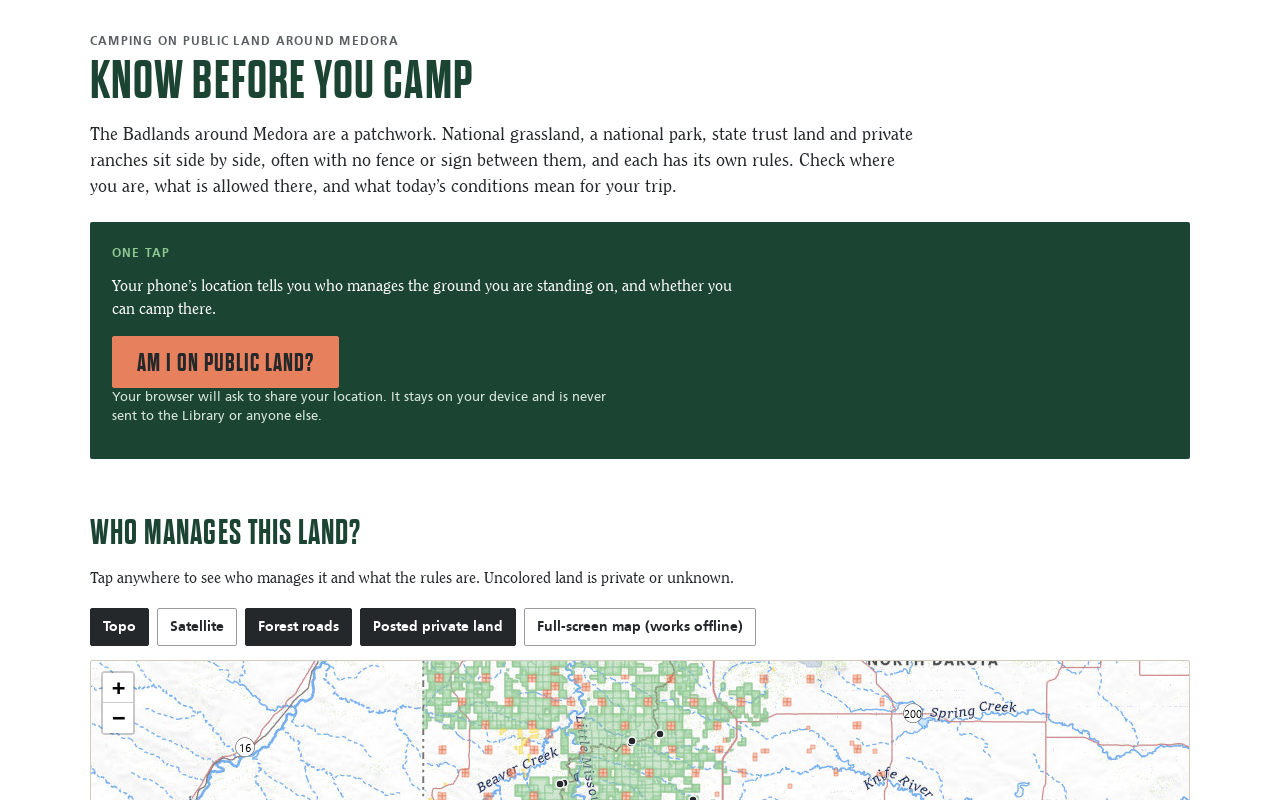 CAMPING ON PUBLIC LAND AROUND MEDORA
KNOW BEFORE YOU CAMP
The Badlands around Medora are a patchwork. National grassland, a national park, state trust land and private
ranches sit side by side, often with no fence or sign between them, and each has its own rules. Check where
you are, what is allowed there, and what today’s conditions mean for your trip.
ONE TAP
Your phone’s location tells you who manages the ground you are standing on, and whether you
can camp there.
AM I ON PUBLIC LAND?
Your browser will ask to share your location. It stays on your device and is never
sent to the Library or anyone else.
WHO MANAGES THIS LAND?
Tap anywhere to see who manages it and what the rules are. Uncolored land is private or unknown.
Topo Satellite Forest roads Posted private land Full-screen map (works offline)
NORTH DAKOTA
+
−
200 Spring Creek
16
Little
Beaver Creek
Knife River